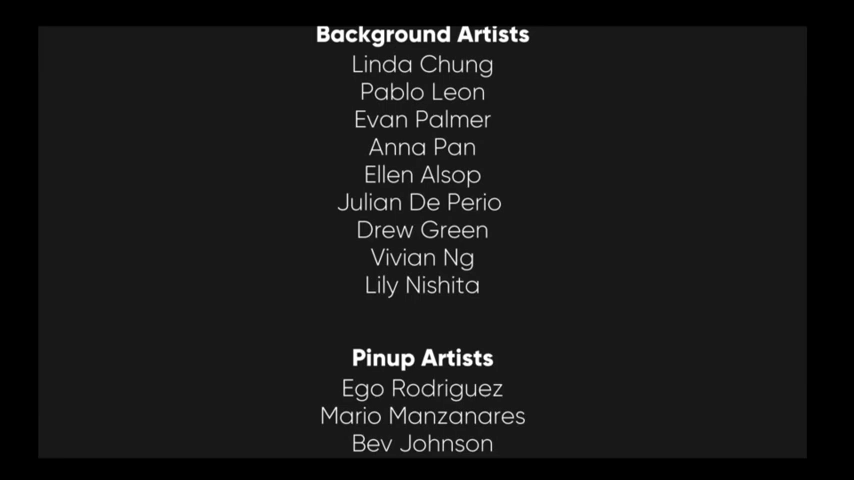 Background Artists
Linda Chung
Pablo Leon
Evan Palmer
Anna Pan
Ellen Alsop
Julian De Perio
Drew Green
Vivian Ng
Lily Nishita
Pinup Artists
Ego Rodriguez
Mario Manzanares
Bev Johnson